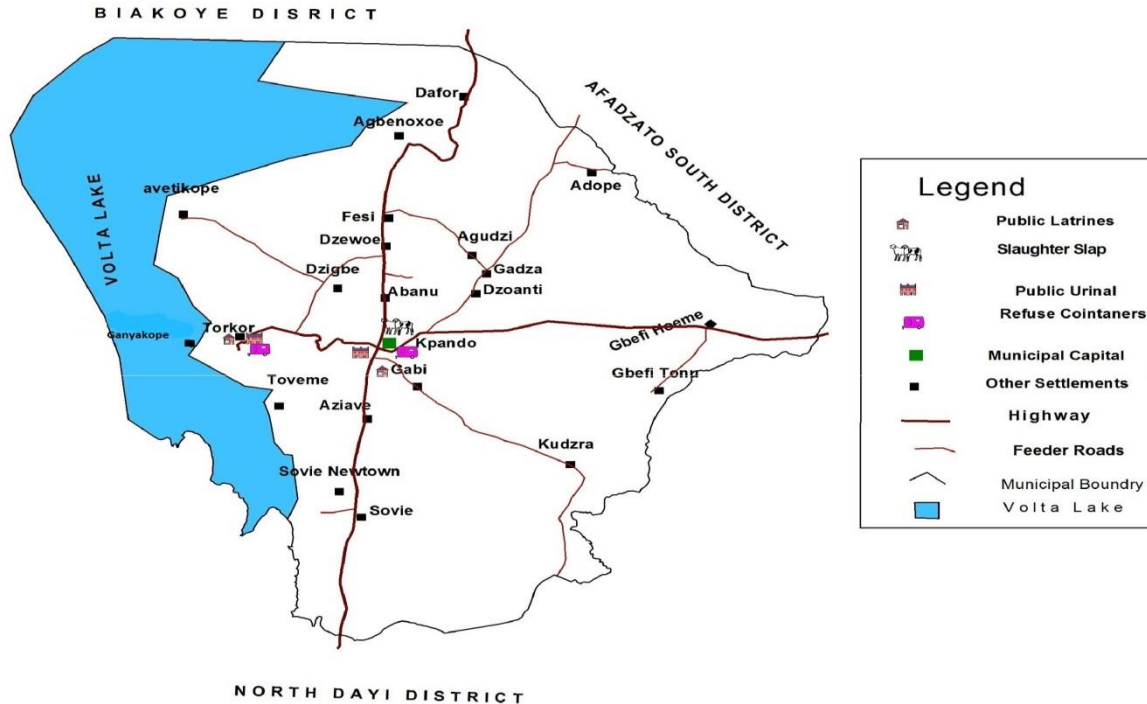 BIAKOYE DISRICT
AFADZATO SOUTH DISTRICT
VOLTA LAKE
Dafor
Agbenoxoe
Adope
avetikope
Fesi
Agudzi
Dzewoe
Gadza
Dzigbe
Dzoanti
Abanu
Gbefi Hoeme
Ganyakope
Torkor
Kpando
Gabi
Gbefi Tonu
Toveme
Aziave
Kudzra
Sovie Newtown
Sovie
NORTH DAYI DISTRICT
Legend
Public Latrines
Slaughter Slap
Public Urinal
Refuse Cointaners
Municipal Capital
Other Settlements
Highway
Feeder Roads
Municipal Boundry
Volta Lake